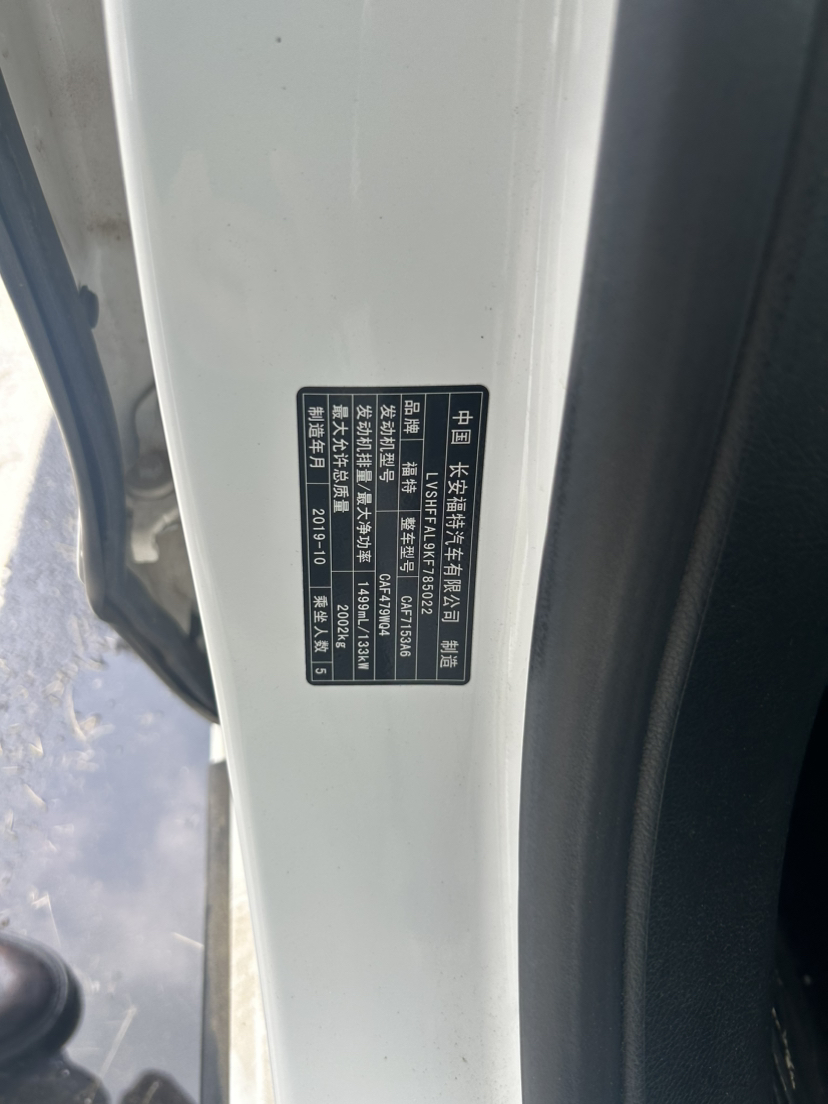 中国 长安福特汽车有限公司 制造
LVSHFFAL9KF785022
品牌 福特 整车型号 CAF7153A6
发动机型号 CAF479WQ4
发动机排量/最大净功率 1499mL/133kW
最大允许总质量 2002kg
制造年月 2019-10 乘坐人数 5